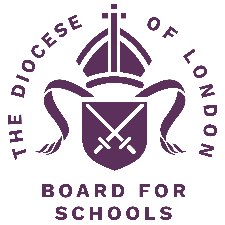 THE DIOCESE OF LONDON
BOARD FOR
SCHOOLS